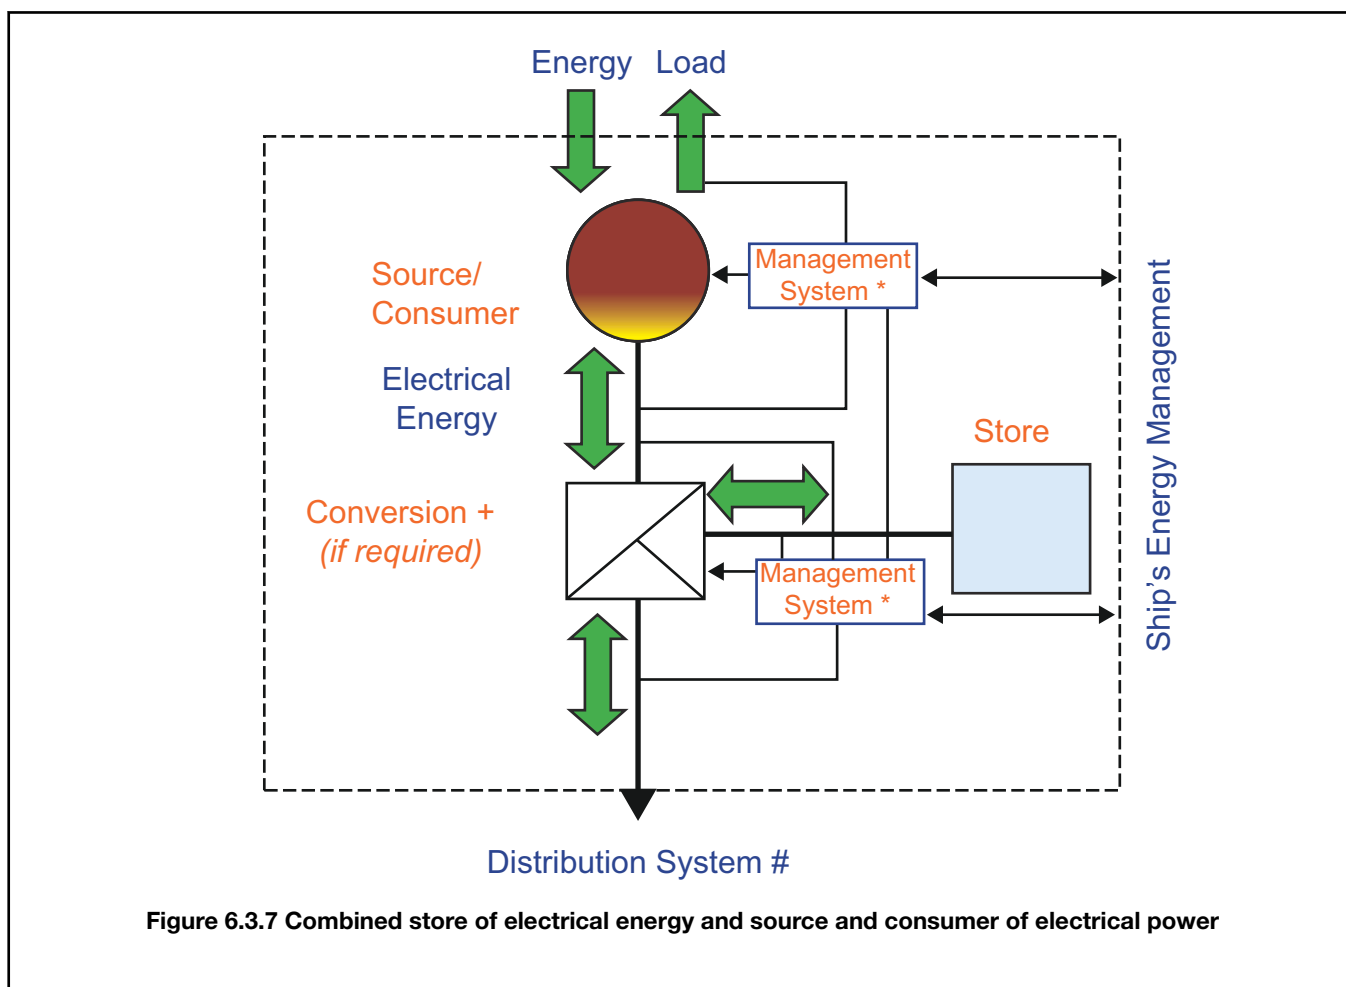 Energy Load
Management
System *
Source/
Consumer
Electrical
Energy
Store
Ship's Energy Management
Conversion +
(if required)
Management
System *
Distribution System #
Figure 6.3.7 Combined store of electrical energy and source and consumer of electrical power